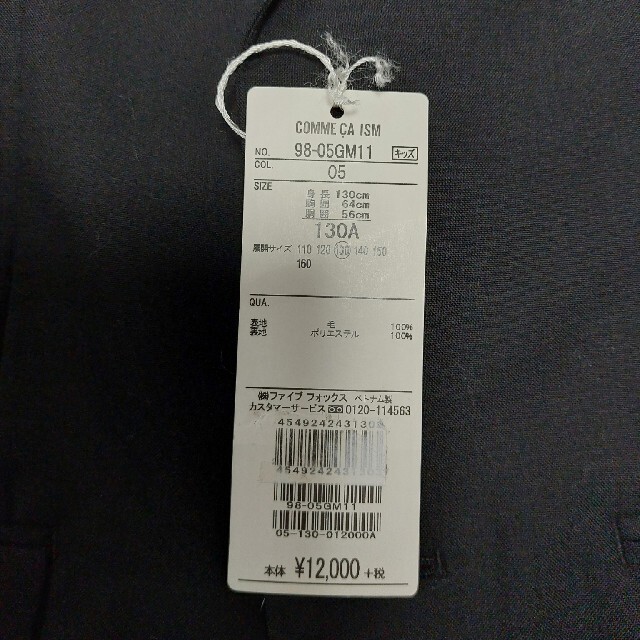 COMME ÇA ISM
NO. 98-05GM11 キッズ
COL. 05
SIZE
身長 130cm
胸囲 64cm
胴囲 56cm
130A
展開サイズ 110 120 130 140 150
160
QUA.
表地 毛 100%
裏地 ポリエステル 100%
㈱ファイブ フォックス ベトナム製
カスタマーサービス 0120-114563
454924243130
454924243130
98-05GM11
05-130-012000A
本体 ¥12,000 +税